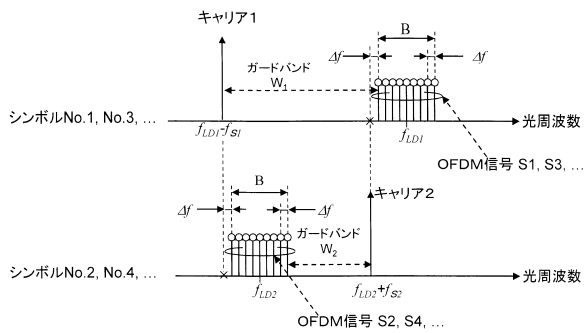 キャリア1
B
Δf
Δf
ガードバンド
W1
シンボルNo.1, No.3, ...
fLD1-fS1
fLD1
光周波数
OFDM信号 S1, S3, ...
B
キャリア2
Δf
Δf
ガードバンド
W2
シンボルNo.2, No.4, ...
fLD2
fLD2+fS2
光周波数
OFDM信号 S2, S4, ...